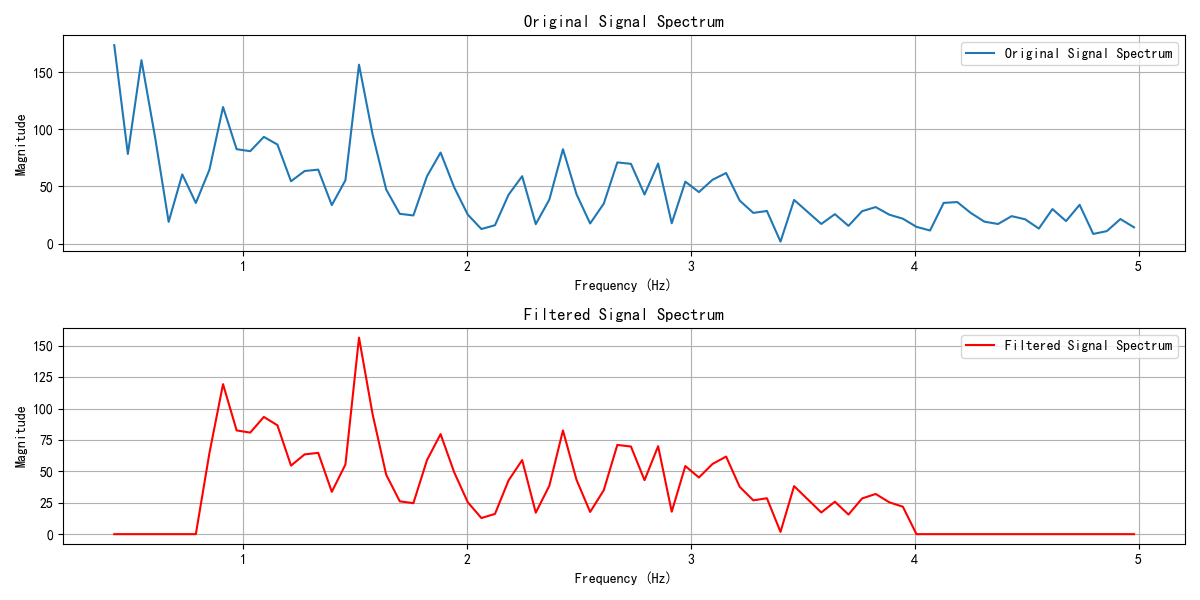 Original Signal Spectrum
Original Signal Spectrum
Magnitude
150
100
50
0
1 2 3 4 5
Frequency (Hz)
Filtered Signal Spectrum
Filtered Signal Spectrum
Magnitude
150
125
100
75
50
25
0
1 2 3 4 5
Frequency (Hz)